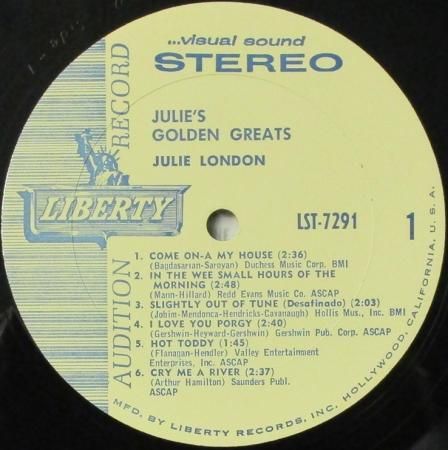 ...visual sound
STEREO
JULIE'S
GOLDEN GREATS
JULIE LONDON
AUDITION RECORD
LIBERTY
LST-7291
1
1. COME ON-A MY HOUSE (2:36)
(Bagdasarian-Saroyan) Duchess Music Corp. BMI
2. IN THE WEE SMALL HOURS OF THE
MORNING (2:48)
(Mann-Hillard) Redd Evans Music Co. ASCAP
3. SLIGHTLY OUT OF TUNE (Desafinado) (2:03)
(Jobim-Mendonca-Hendricks-Cavanaugh) Hollis Mus., Inc. BMI
4. I LOVE YOU PORGY (2:40)
(Gershwin-Heyward-Gershwin) Gershwin Pub. Corp. ASCAP
5. HOT TODDY (1:45)
(Flanagan-Hendler) Valley Entertainment
Enterprises, Inc. ASCAP
6. CRY ME A RIVER (2:37)
(Arthur Hamilton) Saunders Publ.
ASCAP
MFD. BY LIBERTY RECORDS, INC. HOLLYWOOD, CALIFORNIA, U.S.A.